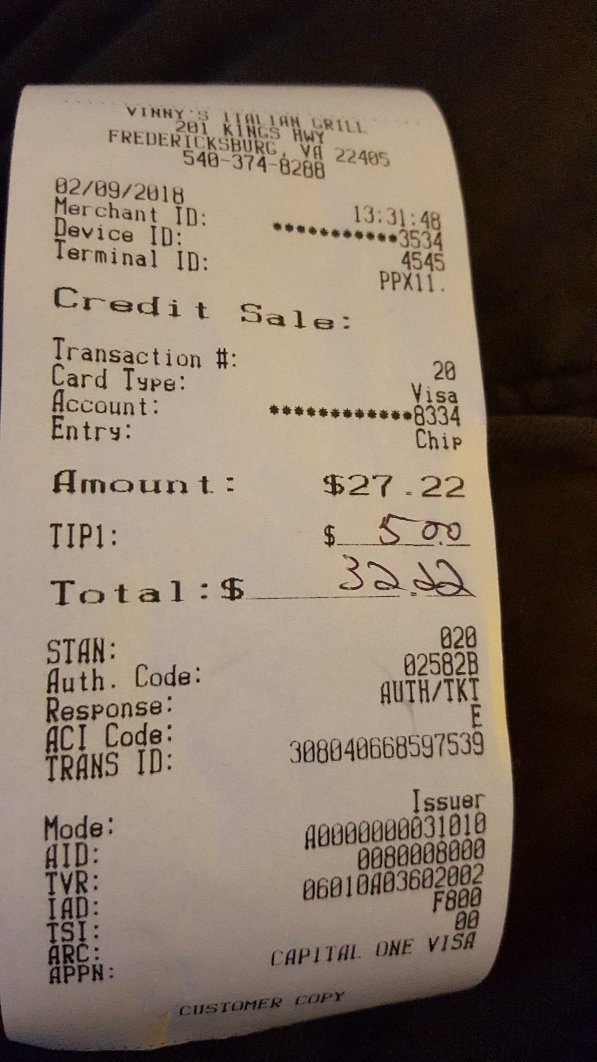 VINNY'S ITALIAN GRILL
201 KINGS HWY
FREDERICKSBURG, VA 22405
540-374-8288
02/09/2018 13:31:48
Merchant ID: ***********3534
Device ID: 4545
Terminal ID: PPX11.
Credit Sale:
Transaction #: 20
Card Type: Visa
Account: ************8334
Entry: Chip
Amount: $27.22
TIP1: $ 5 00
Total:$ 32.22
STAN: 020
Auth. Code: 02582B
Response: AUTH/TKT
ACI Code: E
TRANS ID: 308040668597539
Mode: Issuer
AID: A0000000031010
TVR: 0080008000
IAD: 06010A03602002
TSI: F800
ARC: 00
APPN: CAPITAL ONE VISA
CUSTOMER COPY